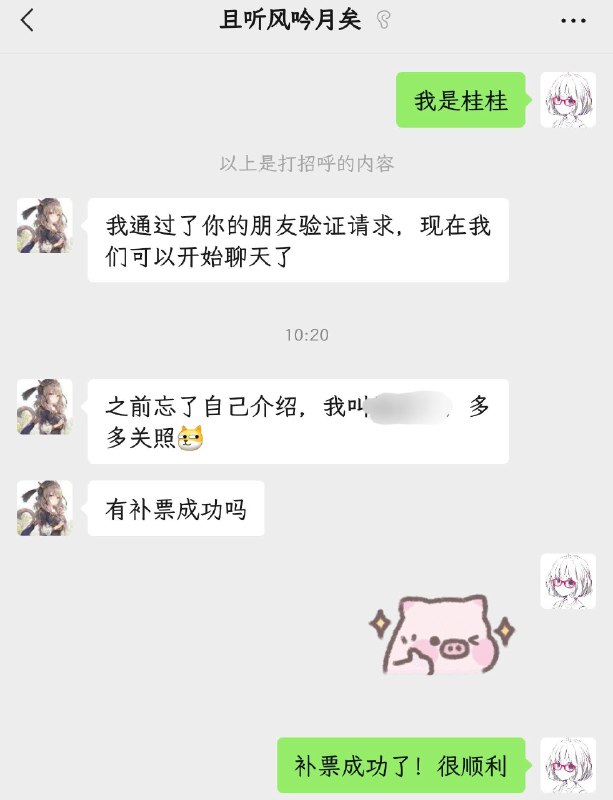 且听风吟月矣
我是桂桂
以上是打招呼的内容
我通过了你的朋友验证请求，现在我
们可以开始聊天了
10:20
之前忘了自己介绍，我叫，多
多关照
有补票成功吗
补票成功了！很顺利